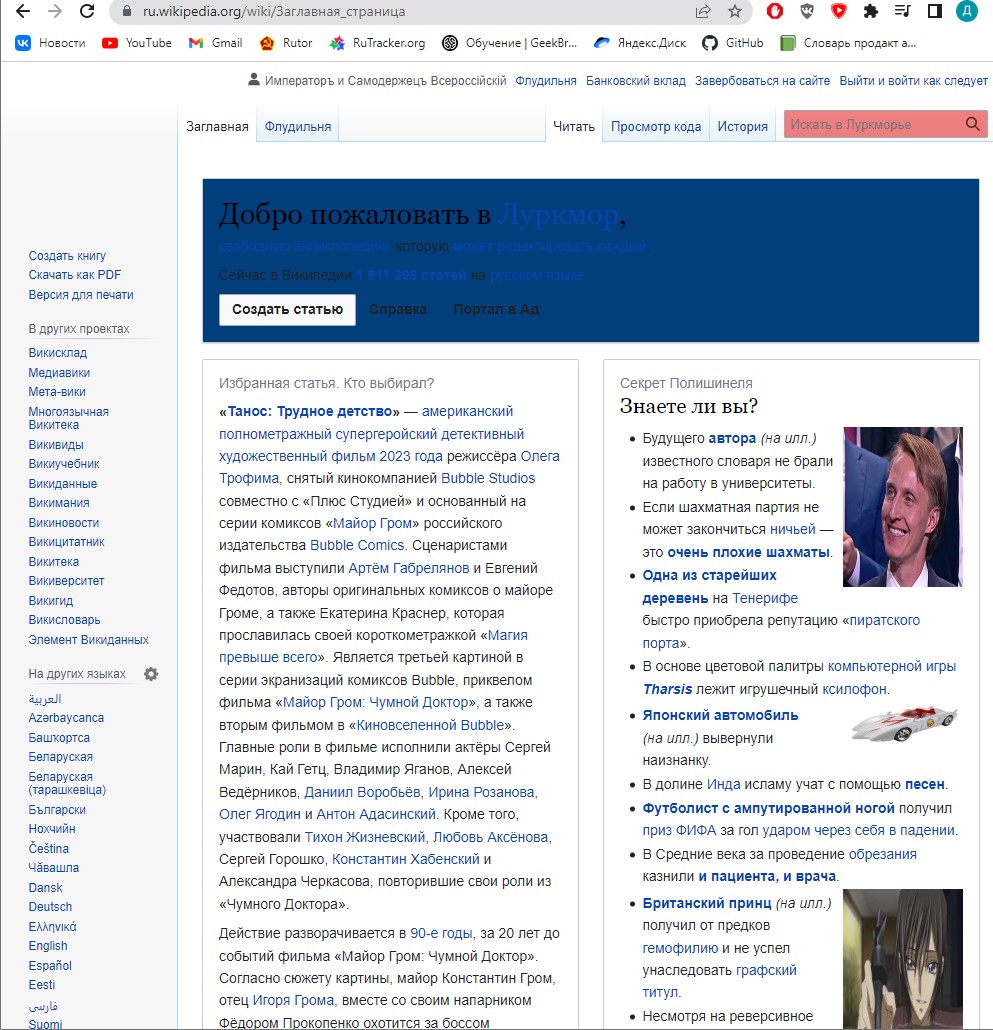 ru.wikipedia.org/wiki/Заглавная_страница
Д
Новости YouTube Gmail Rutor RuTracker.org Обучение | GeekBr... Яндекс.Диск GitHub Словарь продакт а...
Императоръ и Самодержецъ Всероссійскій Флудильня Банковский вклад Завербоваться на сайте Выйти и войти как следует
Заглавная Флудильня Читать Просмотр кода История Искать в Луркморье
Добро пожаловать в Луркмор,
свободную энциклопедию, которую может редактировать каждый
Сейчас в Википедии 1 911 398 статей на русском языке
Создать статью Справка Портал в Ад
Создать книгу
Скачать как PDF
Версия для печати
В других проектах
Викисклад
Медиавики
Мета-вики
Многоязычная
Викитека
Викивиды
Викиучебник
Викиданные
Викимания
Викиновости
Викицитатник
Викитека
Викиверситет
Викигид
Викисловарь
Элемент Викиданных
На других языках
العربية
Azərbaycanca
Башҡортса
Беларуская
Беларуская
(тарашкевіца)
Български
Нохчийн
Čeština
Чӑвашла
Dansk
Deutsch
Ελληνικά
English
Español
Eesti
فارسی
Suomi
Избранная статья. Кто выбирал?
«Танос: Трудное детство» — американский
полнометражный супергеройский детективный
художественный фильм 2023 года режиссёра Олега
Трофима, снятый кинокомпанией Bubble Studios
совместно с «Плюс Студией» и основанный на
серии комиксов «Майор Гром» российского
издательства Bubble Comics. Сценаристами
фильма выступили Артём Габрелянов и Евгений
Федотов, авторы оригинальных комиксов о майоре
Громе, а также Екатерина Краснер, которая
прославилась своей короткометражкой «Магия
превыше всего». Является третьей картиной в
серии экранизаций комиксов Bubble, приквелом
фильма «Майор Гром: Чумной Доктор», а также
вторым фильмом в «Киновселенной Bubble».
Главные роли в фильме исполнили актёры Сергей
Марин, Кай Гетц, Владимир Яганов, Алексей
Ведёрников, Даниил Воробьёв, Ирина Розанова,
Олег Ягодин и Антон Адасинский. Кроме того,
участвовали Тихон Жизневский, Любовь Аксёнова,
Сергей Горошко, Константин Хабенский и
Александра Черкасова, повторившие свои роли из
«Чумного Доктора».
Действие разворачивается в 90-е годы, за 20 лет до
событий фильма «Майор Гром: Чумной Доктор».
Согласно сюжету картины, майор Константин Гром,
отец Игоря Грома, вместе со своим напарником
Фёдором Прокопенко охотится за боссом
Секрет Полишинеля
Знаете ли вы?
Будущего автора (на илл.)
известного словаря не брали
на работу в университеты.
Если шахматная партия не
может закончиться ничьей —
это очень плохие шахматы.
Одна из старейших
деревень на Тенерифе
быстро приобрела репутацию «пиратского
порта».
В основе цветовой палитры компьютерной игры
Tharsis лежит игрушечный ксилофон.
Японский автомобиль
(на илл.) вывернули
наизнанку.
В долине Инда исламу учат с помощью песен.
Футболист с ампутированной ногой получил
приз ФИФА за гол ударом через себя в падении.
В Средние века за проведение обрезания
казнили и пациента, и врача.
Британский принц (на илл.)
получил от предков
гемофилию и не успел
унаследовать графский
титул.
Несмотря на реверсивное